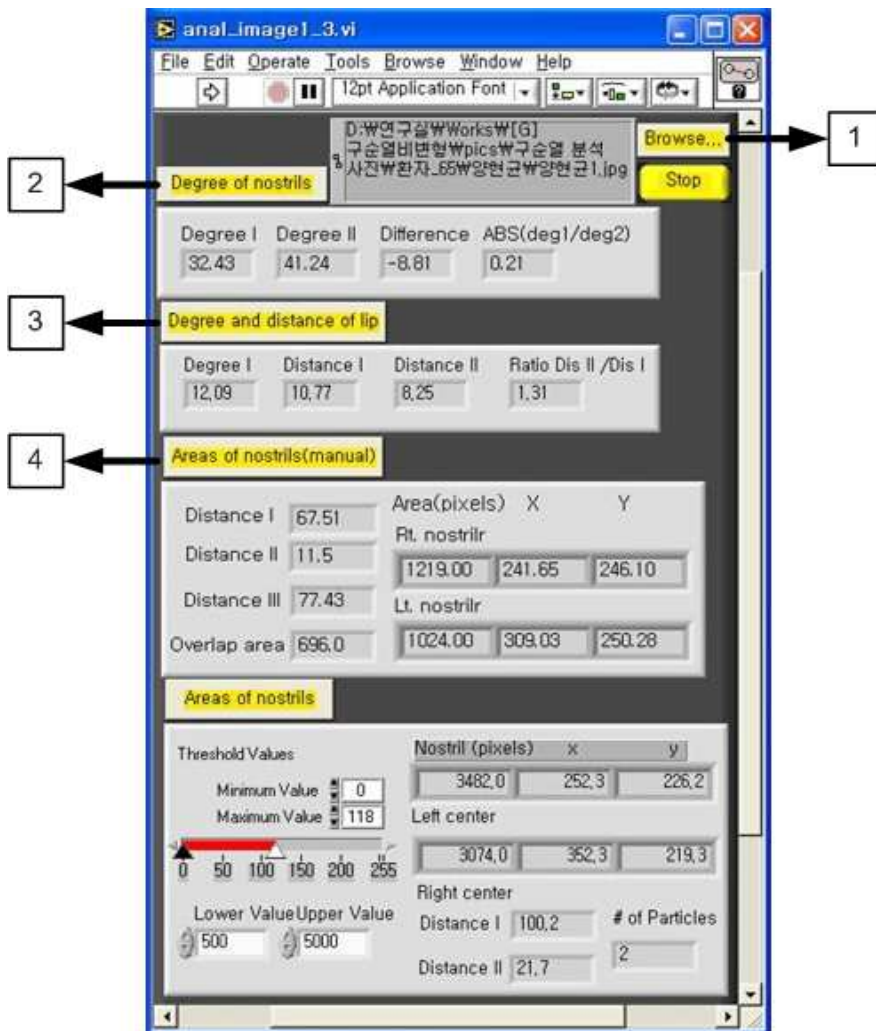 anal_image1_3.vi
File Edit Operate Tools Browse Window Help
12pt Application Font
D:₩연구실₩Works₩[G]
구순열비변형₩pics₩구순열 분석
사진₩환자_65₩양현균₩양현균1.jpg
Browse...
1
2
Degree of nostrils
Stop
Degree I Degree II Difference ABS(deg1/deg2)
32.43 41.24 -8.81 0.21
3
Degree and distance of lip
Degree I Distance I Distance II Ratio Dis II /Dis I
12,09 10,77 8,25 1,31
4
Areas of nostrils(manual)
Distance I 67.51
Distance II 11.5
Distance III 77.43
Overlap area 696.0
Area(pixels) X Y
Rt. nostrilr
1219.00 241.65 246.10
Lt. nostrilr
1024.00 309.03 250.28
Areas of nostrils
Threshold Values
Minimum Value 0
Maximum Value 118
0 50 100 150 200 255
Lower Value Upper Value
500 5000
Nostril (pixels) x y
3482,0 252,3 226,2
Left center
3074,0 352,3 219,3
Right center
Distance I 100,2
Distance II 21,7
# of Particles
2